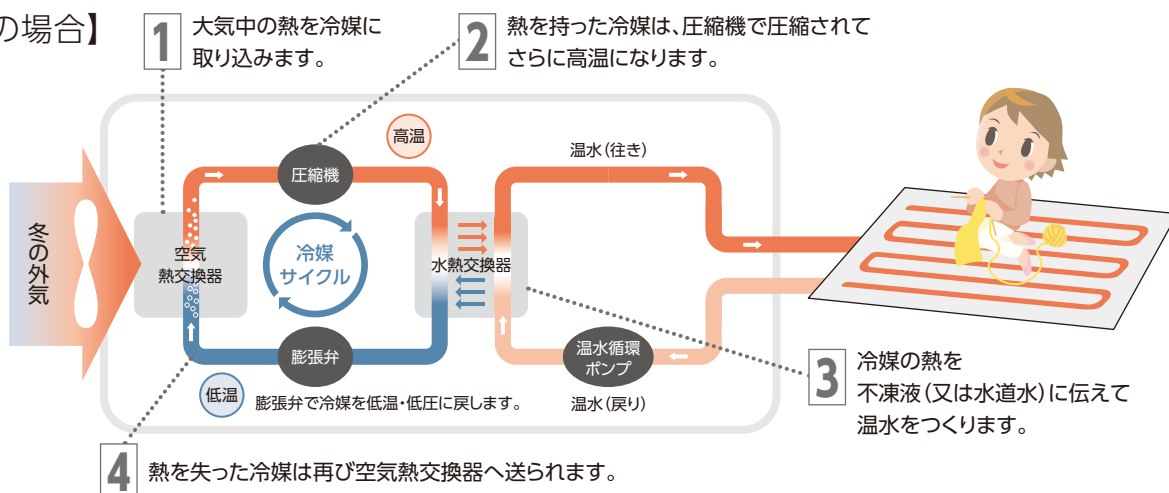 の場合】
1
大気中の熱を冷媒に
取り込みます。
2
熱を持った冷媒は、圧縮機で圧縮されて
さらに高温になります。
高温
圧縮機
温水（往き）
冬の外気
空気
熱交換器
冷媒
サイクル
水熱交換器
膨張弁
温水循環
ポンプ
低温
膨張弁で冷媒を低温・低圧に戻します。
温水（戻り）
3
冷媒の熱を
不凍液（又は水道水）に伝えて
温水をつくります。
4
熱を失った冷媒は再び空気熱交換器へ送られます。